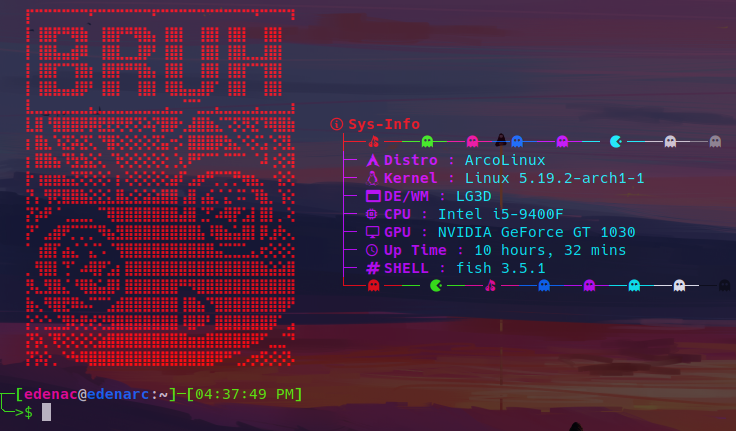 BRUH
Sys-Info
Distro : ArcoLinux
Kernel : Linux 5.19.2-arch1-1
DE/WM : LG3D
CPU : Intel i5-9400F
GPU : NVIDIA GeForce GT 1030
Up Time : 10 hours, 32 mins
# SHELL : fish 3.5.1
[edenac@edenarc:~]─[04:37:49 PM]
>$